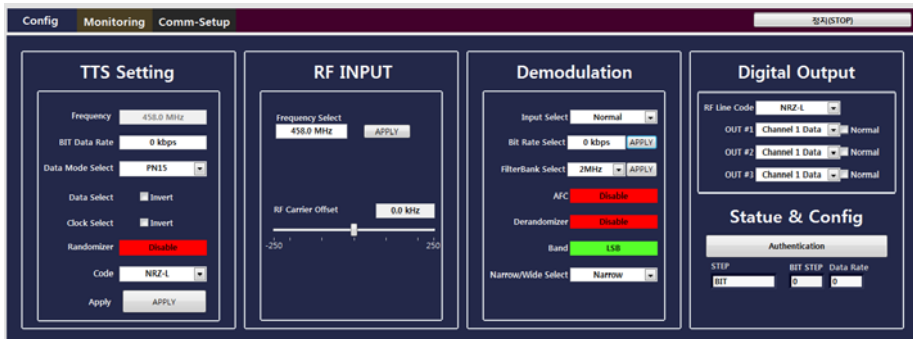 Config Monitoring Comm-Setup 정지(STOP)
TTS Setting
Frequency 458.0 MHz
BIT Data Rate 0 kbps
Data Mode Select PN15
Data Select Invert
Clock Select Invert
Randomizer Disable
Code NRZ-L
Apply APPLY
RF INPUT
Frequency Select
458.0 MHz APPLY
RF Carrier Offset 0.0 kHz
-250 250
Demodulation
Input Select Normal
Bit Rate Select 0 kbps APPLY
FilterBank Select 2MHz APPLY
AFC Disable
Derandomizer Disable
Band LSB
Narrow/Wide Select Narrow
Digital Output
RF Line Code NRZ-L
OUT #1 Channel 1 Data Normal
OUT #2 Channel 1 Data Normal
OUT #3 Channel 1 Data Normal
Statue & Config
Authentication
STEP BIT STEP Data Rate
BIT 0 0